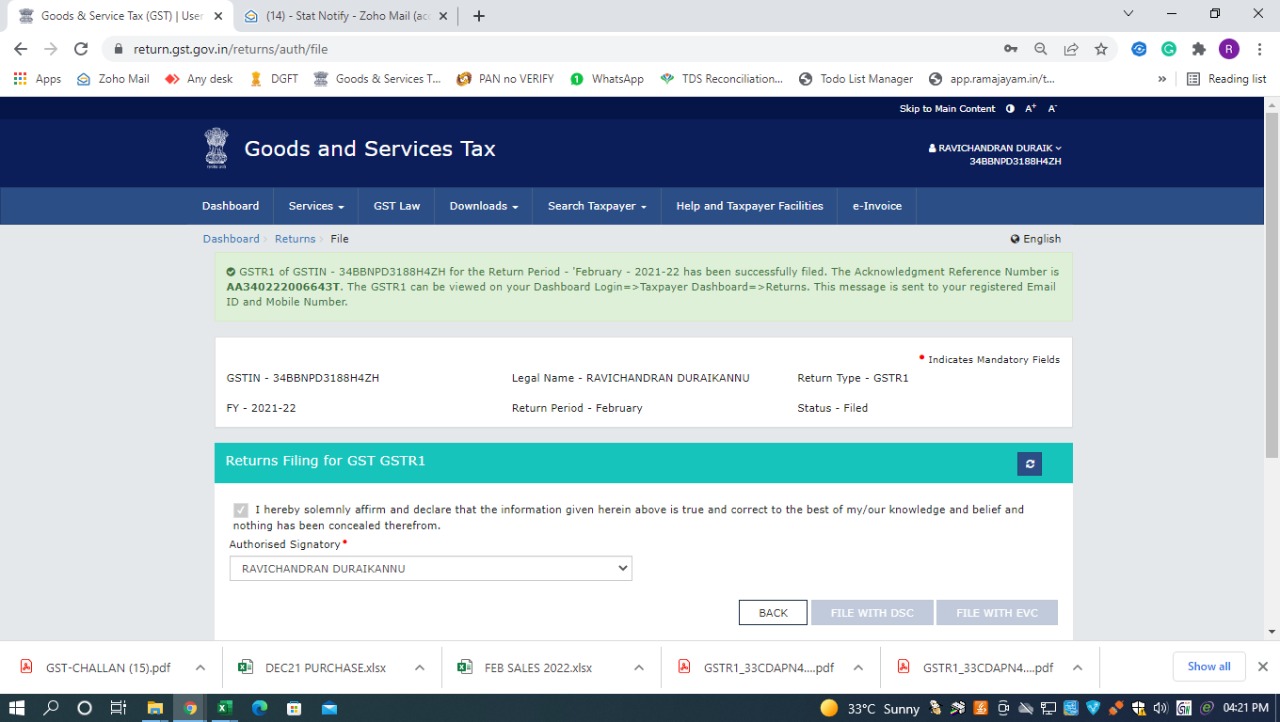 Goods & Service Tax (GST) | User
(14) - Stat Notify - Zoho Mail (acc
return.gst.gov.in/returns/auth/file
R
Apps
Zoho Mail
Any desk
DGFT
Goods & Services T...
PAN no VERIFY
1
WhatsApp
TDS Reconciliation...
Todo List Manager
app.ramajayam.in/t...
»
Reading list
Skip to Main Content A+ A-
Goods and Services Tax
RAVICHANDRAN DURAIK
34BBNPD3188H4ZH
Dashboard
Services
GST Law
Downloads
Search Taxpayer
Help and Taxpayer Facilities
e-Invoice
Dashboard > Returns > File
English
GSTR1 of GSTIN - 34BBNPD3188H4ZH for the Return Period - 'February - 2021-22 has been successfully filed. The Acknowledgment Reference Number is
AA340222006643T. The GSTR1 can be viewed on your Dashboard Login=>Taxpayer Dashboard=>Returns. This message is sent to your registered Email
ID and Mobile Number.
• Indicates Mandatory Fields
GSTIN - 34BBNPD3188H4ZH
Legal Name - RAVICHANDRAN DURAIKANNU
Return Type - GSTR1
FY - 2021-22
Return Period - February
Status - Filed
Returns Filing for GST GSTR1
I hereby solemnly affirm and declare that the information given herein above is true and correct to the best of my/our knowledge and belief and
nothing has been concealed therefrom.
Authorised Signatory•
RAVICHANDRAN DURAIKANNU
BACK
FILE WITH DSC
FILE WITH EVC
GST-CHALLAN (15).pdf
DEC21 PURCHASE.xlsx
FEB SALES 2022.xlsx
GSTR1_33CDAPN4....pdf
GSTR1_33CDAPN4....pdf
Show all
33°C Sunny
04:21 PM